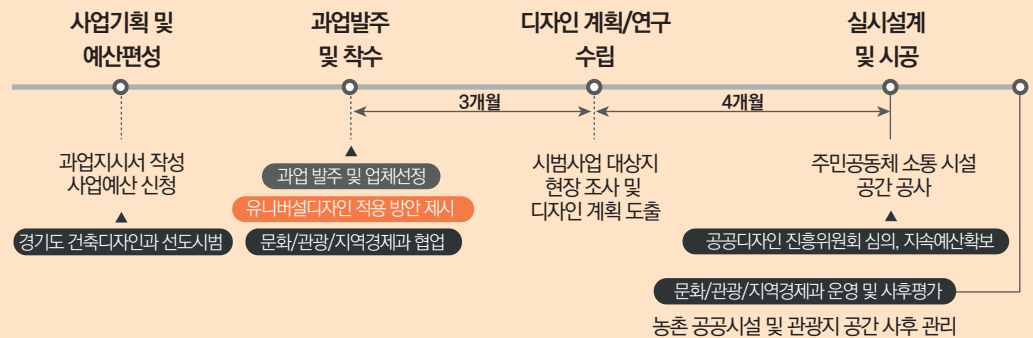 사업기획 및
예산편성
과업발주
및 착수
디자인 계획/연구
수립
실시설계
및 시공
3개월
4개월
과업지시서 작성
사업예산 신청
경기도 건축디자인과 선도시범
과업 발주 및 업체선정
유니버설디자인 적용 방안 제시
문화/관광/지역경제과 협업
시범사업 대상지
현장 조사 및
디자인 계획 도출
주민공동체 소통 시설
공간 공사
공공디자인 진흥위원회 심의, 지속예산확보
문화/관광/지역경제과 운영 및 사후평가
농촌 공공시설 및 관광지 공간 사후 관리